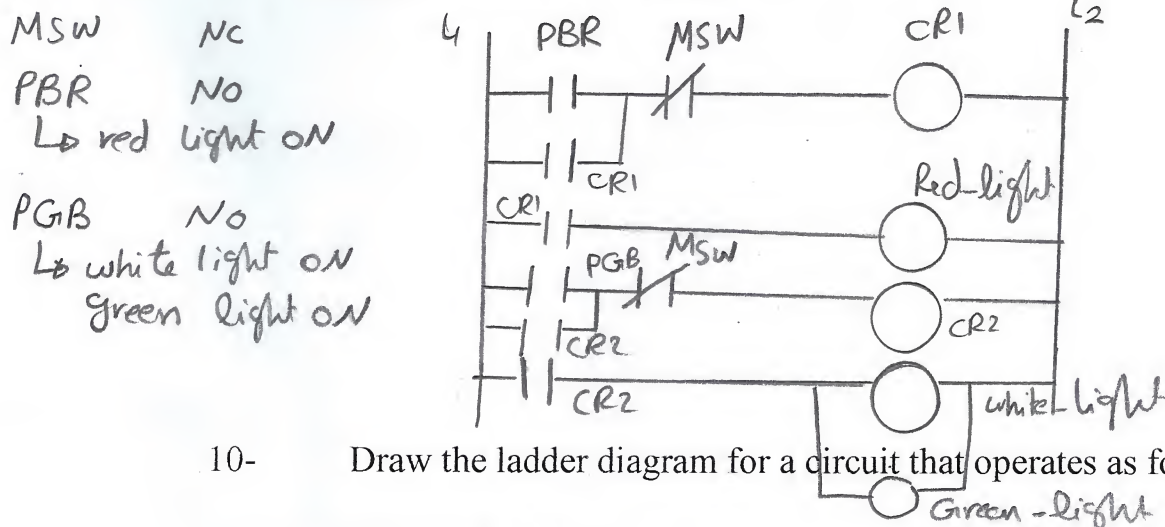 MSW NC
PBR NO
↳ red light ON
PGB NO
↳ white light ON
green light ON
L1 PBR MSW CR1 L2
CR1
Red-light
CR1
PGB MSW
CR2
CR2
CR2
white-light
10- Draw the ladder diagram for a circuit that operates as fo
Green-light